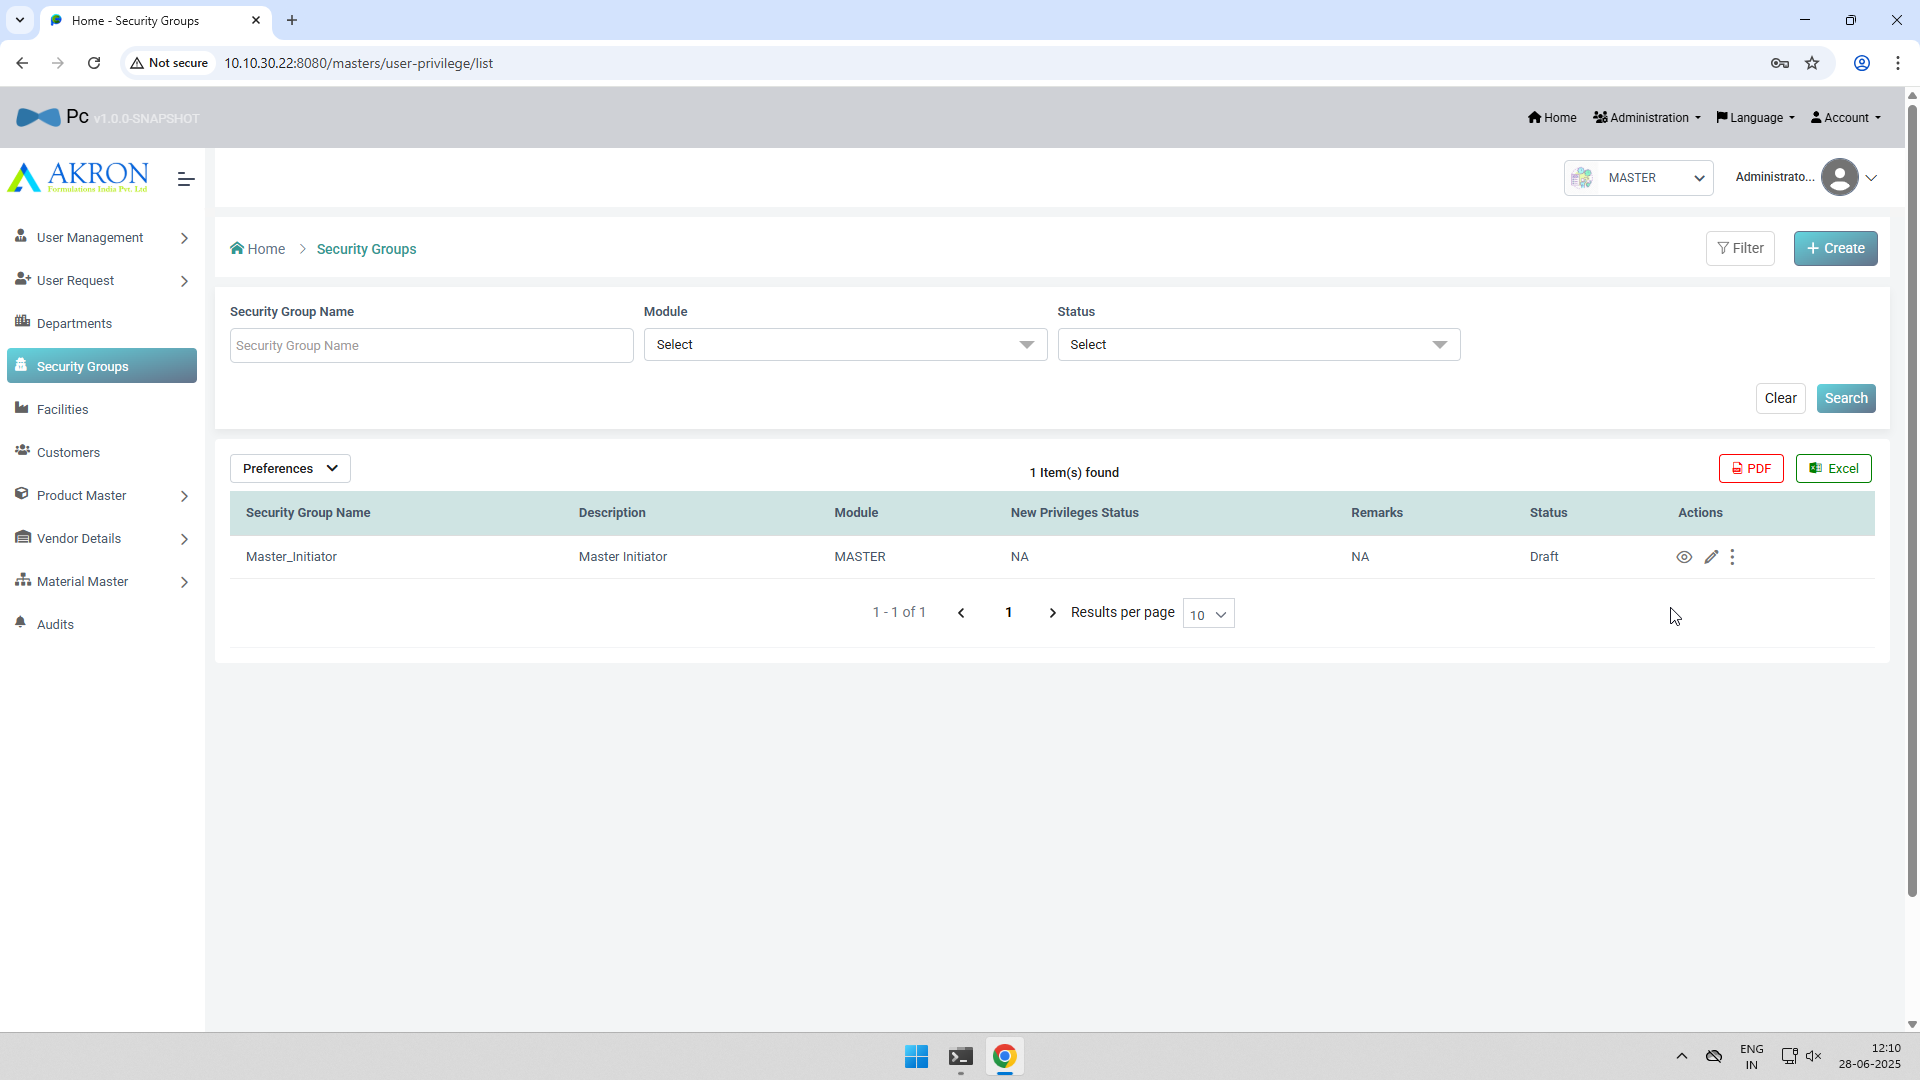 Home - Security Groups
Not secure
10.10.30.22:8080/masters/user-privilege/list
Pc v1.0.0-SNAPSHOT
Home
Administration
Language
Account
AKRON
Formulations India Pvt. Ltd
MASTER
Administrato...
User Management
User Request
Departments
Security Groups
Facilities
Customers
Product Master
Vendor Details
Material Master
Audits
Home > Security Groups
Filter
+ Create
Security Group Name
Module
Status
Security Group Name
Select
Select
Clear
Search
Preferences
1 Item(s) found
PDF
Excel
Security Group Name Description Module New Privileges Status Remarks Status Actions
Master_Initiator Master Initiator MASTER NA NA Draft
1 - 1 of 1
1
Results per page
10
ENG
IN
12:10
28-06-2025